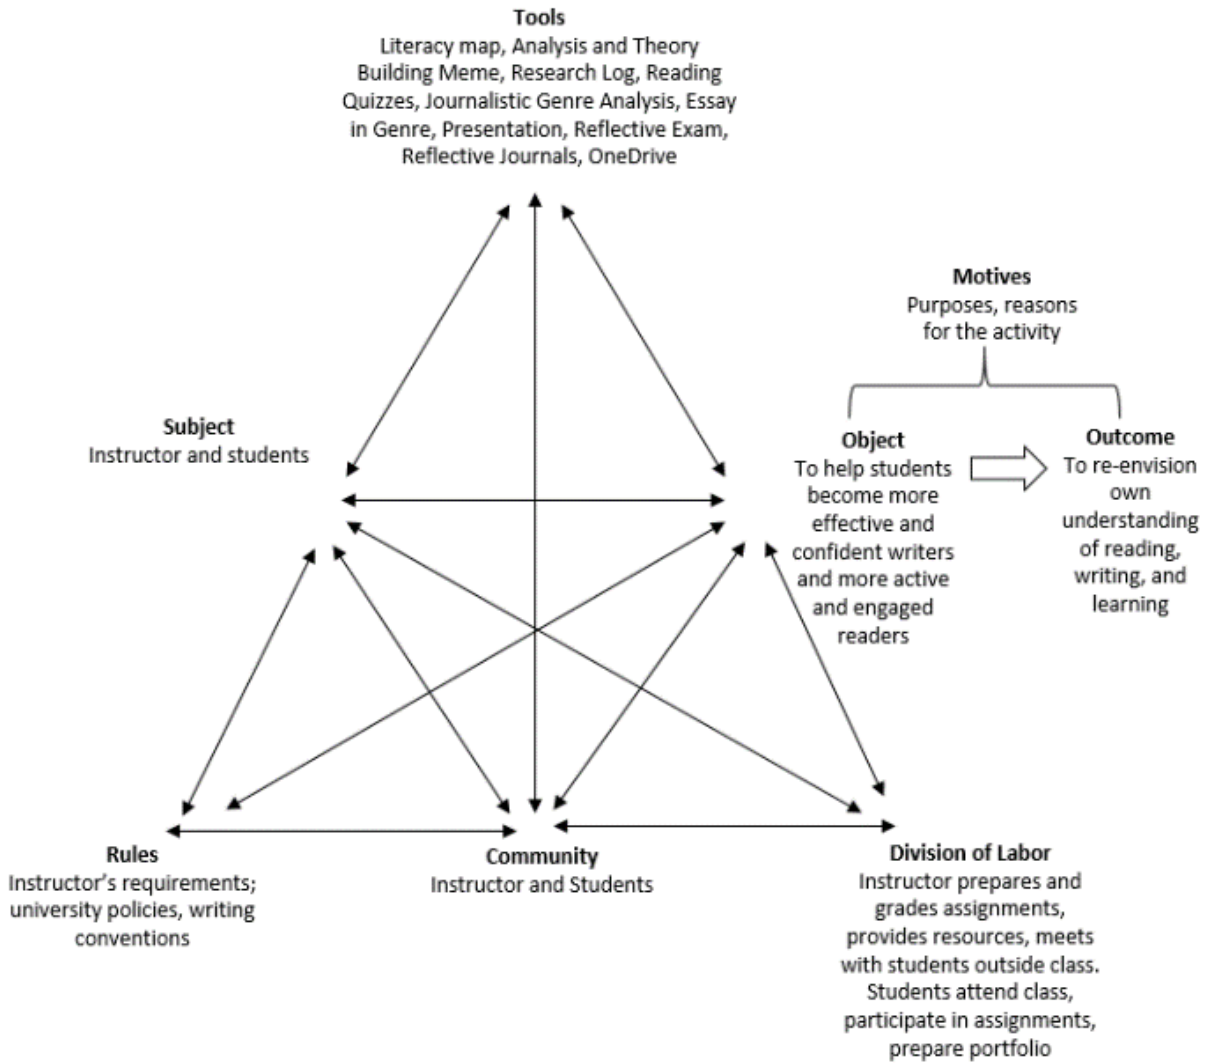 Tools
Literacy map, Analysis and Theory
Building Meme, Research Log, Reading
Quizzes, Journalistic Genre Analysis, Essay
in Genre, Presentation, Reflective Exam,
Reflective Journals, OneDrive
Motives
Purposes, reasons
for the activity
Subject
Instructor and students
Object
To help students
become more
effective and
confident writers
and more active
and engaged
readers
Outcome
To re-envision
own
understanding
of reading,
writing, and
learning
Rules
Instructor's requirements;
university policies, writing
conventions
Community
Instructor and Students
Division of Labor
Instructor prepares and
grades assignments,
provides resources, meets
with students outside class.
Students attend class,
participate in assignments,
prepare portfolio